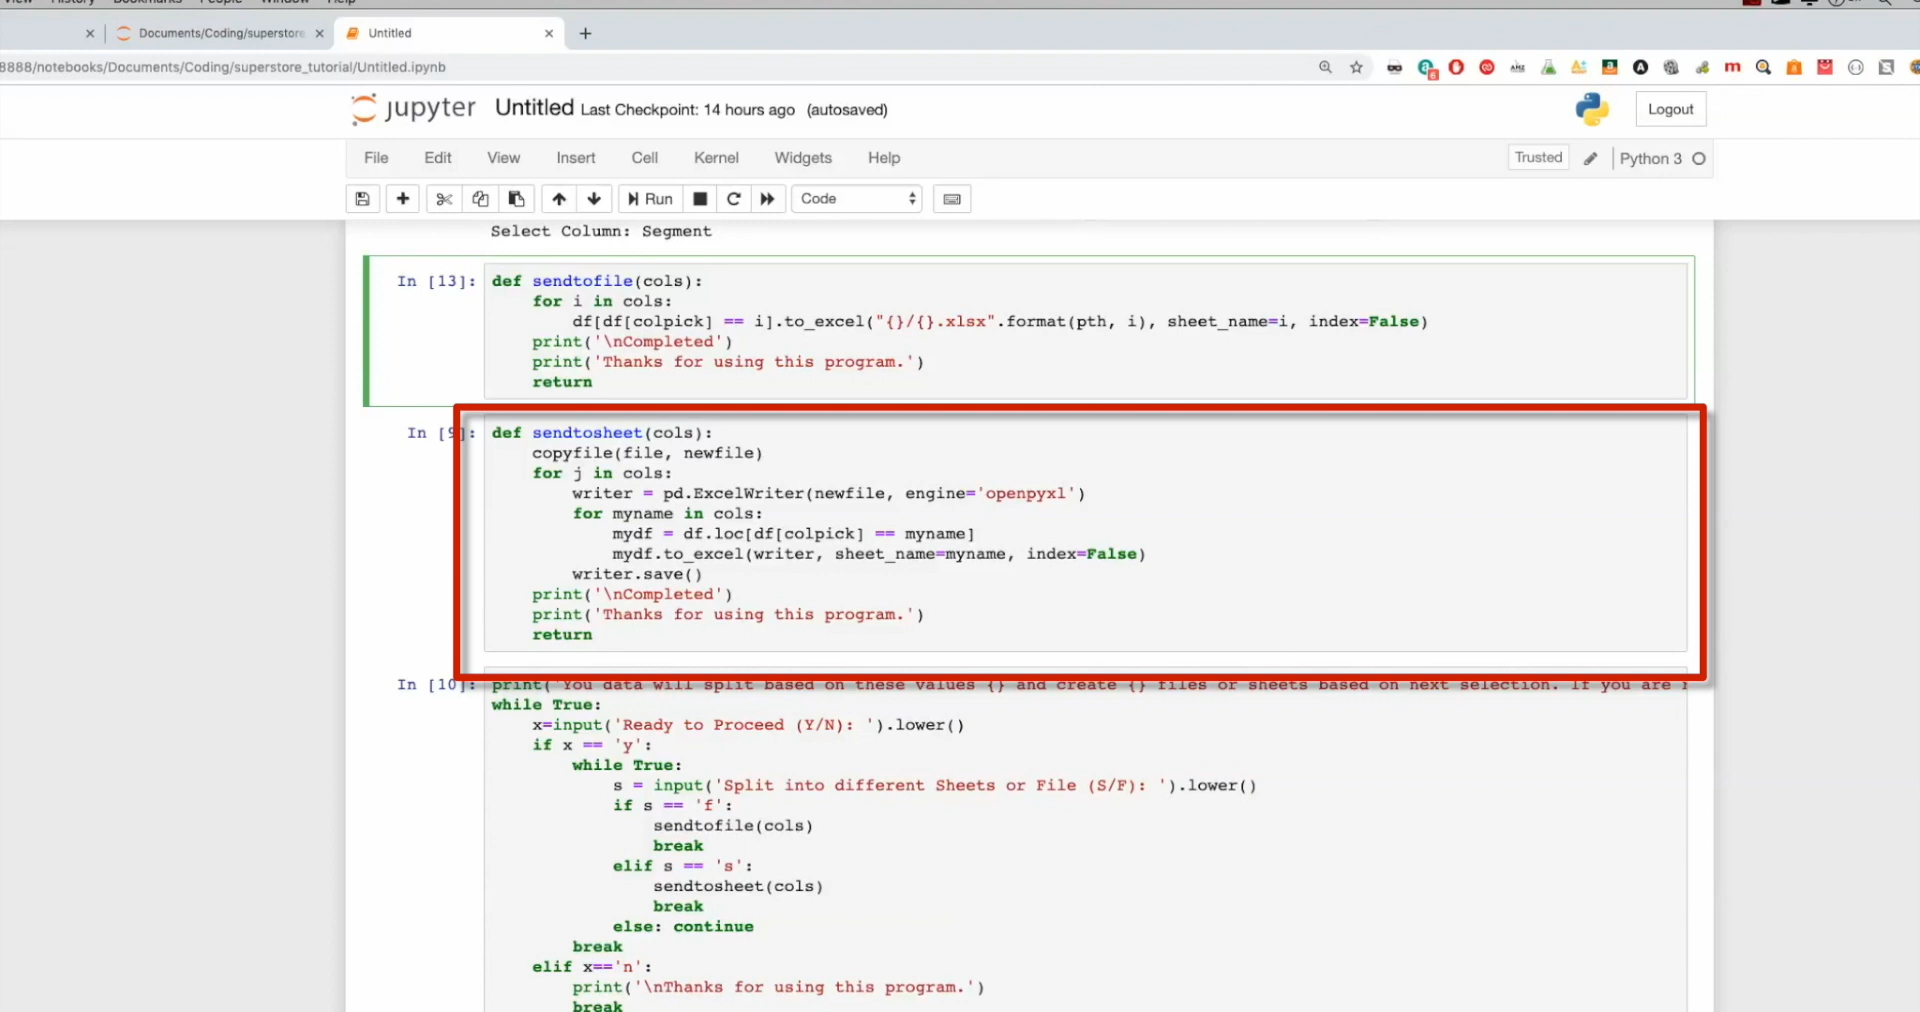 View History Bookmarks People Window Help
Documents/Coding/superstore
Untitled
8888/notebooks/Documents/Coding/superstore_tutorial/Untitled.ipynb
jupyter Untitled Last Checkpoint: 14 hours ago (autosaved)
Logout
File Edit View Insert Cell Kernel Widgets Help
Trusted Python 3
Run Code
Select Column: Segment
In [13]: def sendtofile(cols):
for i in cols:
df[df[colpick] == i].to_excel("{}/{}.xlsx".format(pth, i), sheet_name=i, index=False)
print('\nCompleted')
print('Thanks for using this program.')
return
In [9]: def sendtosheet(cols):
copyfile(file, newfile)
for j in cols:
writer = pd.ExcelWriter(newfile, engine='openpyxl')
for myname in cols:
mydf = df.loc[df[colpick] == myname]
mydf.to_excel(writer, sheet_name=myname, index=False)
writer.save()
print('\nCompleted')
print('Thanks for using this program.')
return
In [10]: print('You data will split based on these values {} and create {} files or sheets based on next selection. If you are
while True:
x=input('Ready to Proceed (Y/N): ').lower()
if x == 'y':
while True:
s = input('Split into different Sheets or File (S/F): ').lower()
if s == 'f':
sendtofile(cols)
break
elif s == 's':
sendtosheet(cols)
break
else: continue
break
elif x=='n':
print('\nThanks for using this program.')
break